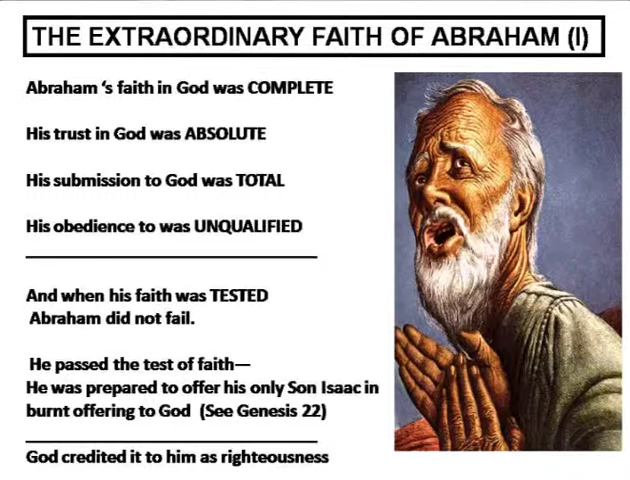 THE EXTRAORDINARY FAITH OF ABRAHAM (I)
Abraham ‘s faith in God was COMPLETE
His trust in God was ABSOLUTE
His submission to God was TOTAL
His obedience to was UNQUALIFIED
And when his faith was TESTED
Abraham did not fail.
He passed the test of faith—
He was prepared to offer his only Son Isaac in
burnt offering to God (See Genesis 22)
God credited it to him as righteousness